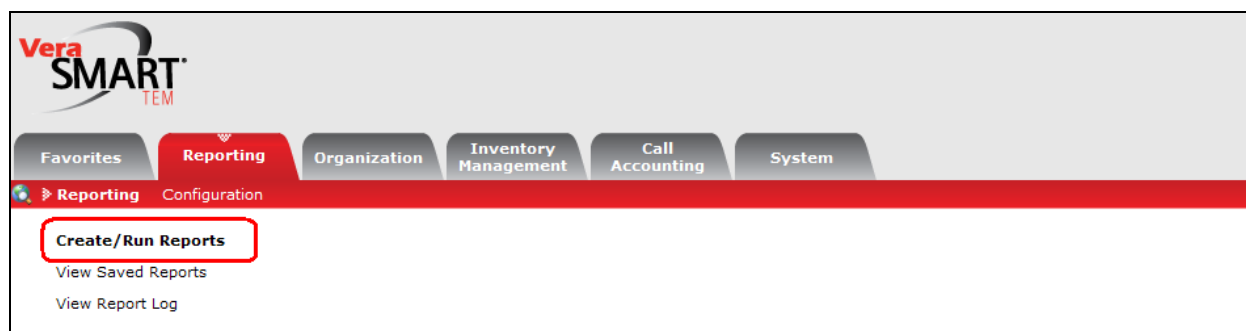 Vera
SMART
TEM
Favorites
Reporting
Organization
Inventory
Management
Call
Accounting
System
Reporting
Configuration
Create/Run Reports
View Saved Reports
View Report Log